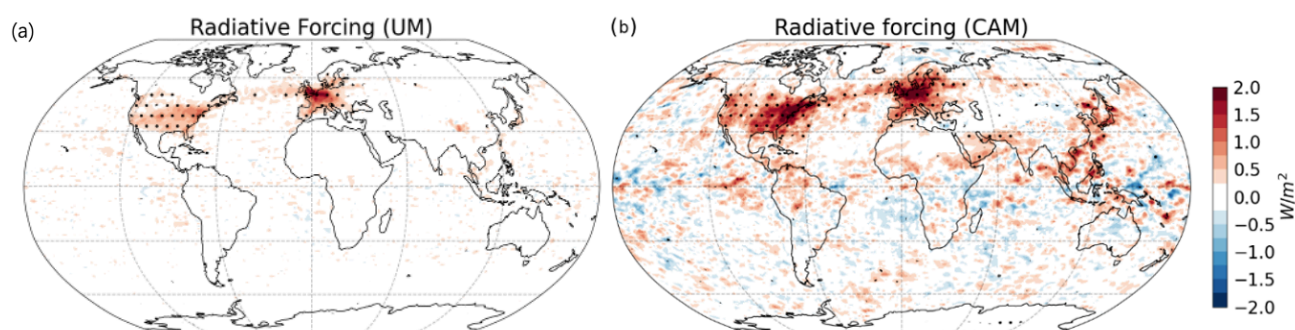 (a)
Radiative Forcing (UM)
(b)
Radiative forcing (CAM)
2.0
1.5
1.0
0.5
0.0
−0.5
−1.0
−1.5
−2.0
W/m²